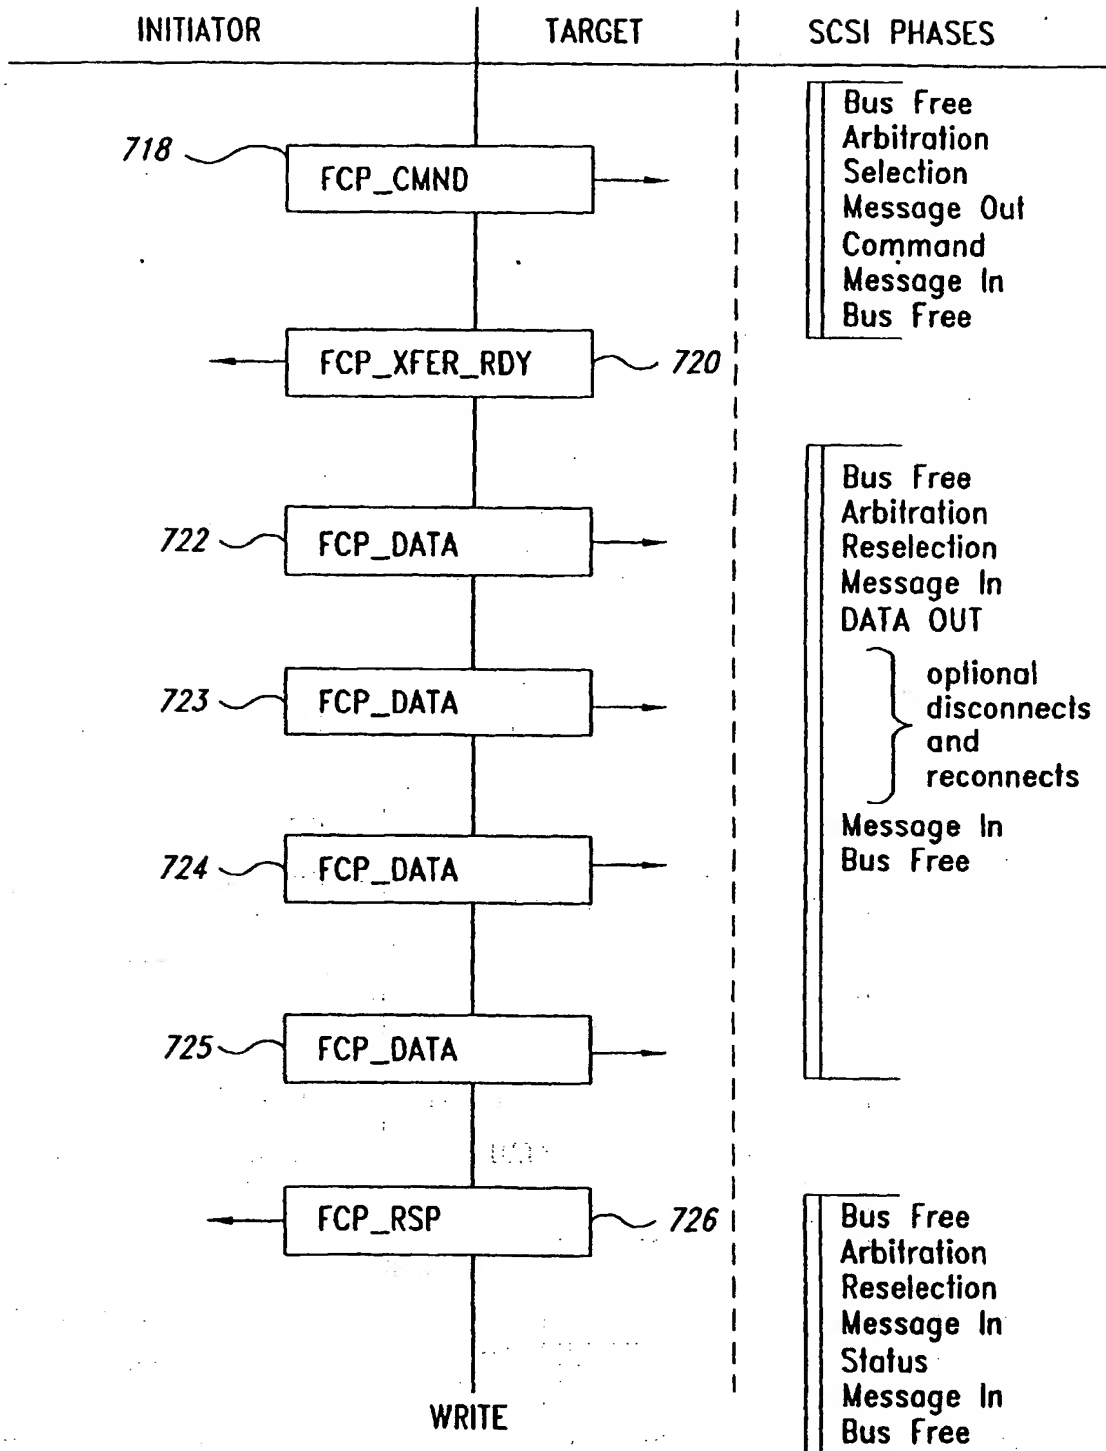 INITIATOR TARGET SCSI PHASES
718 FCP_CMND
Bus Free
Arbitration
Selection
Message Out
Command
Message In
Bus Free
FCP_XFER_RDY 720
722 FCP_DATA
723 FCP_DATA
724 FCP_DATA
725 FCP_DATA
Bus Free
Arbitration
Reselection
Message In
DATA OUT
optional
disconnects
and
reconnects
Message In
Bus Free
FCP_RSP 726
Bus Free
Arbitration
Reselection
Message In
Status
Message In
Bus Free
WRITE